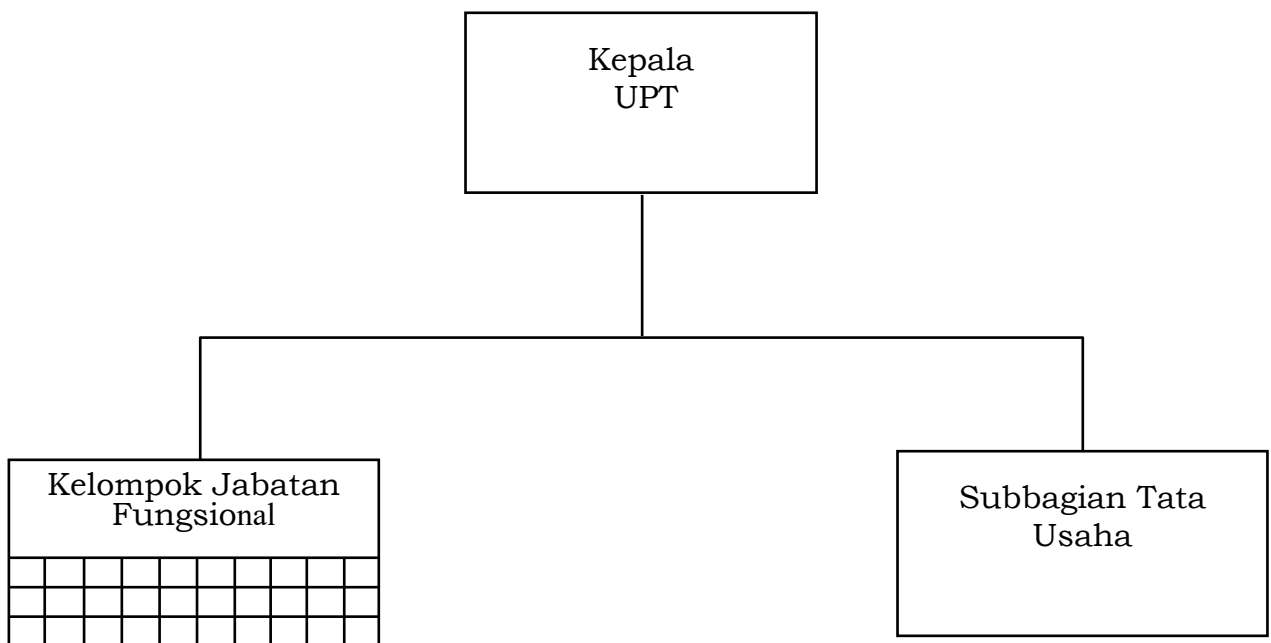 Kepala
UPT
Kelompok Jabatan
Fungsional
Subbagian Tata
Usaha